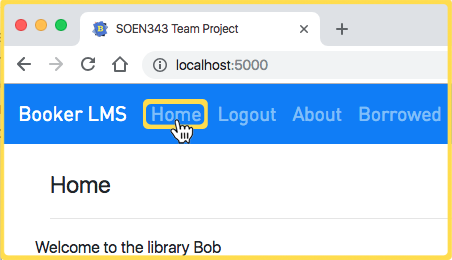 SOEN343 Team Project
localhost:5000
Booker LMS Home Logout About Borrowed
Home
Welcome to the library Bob